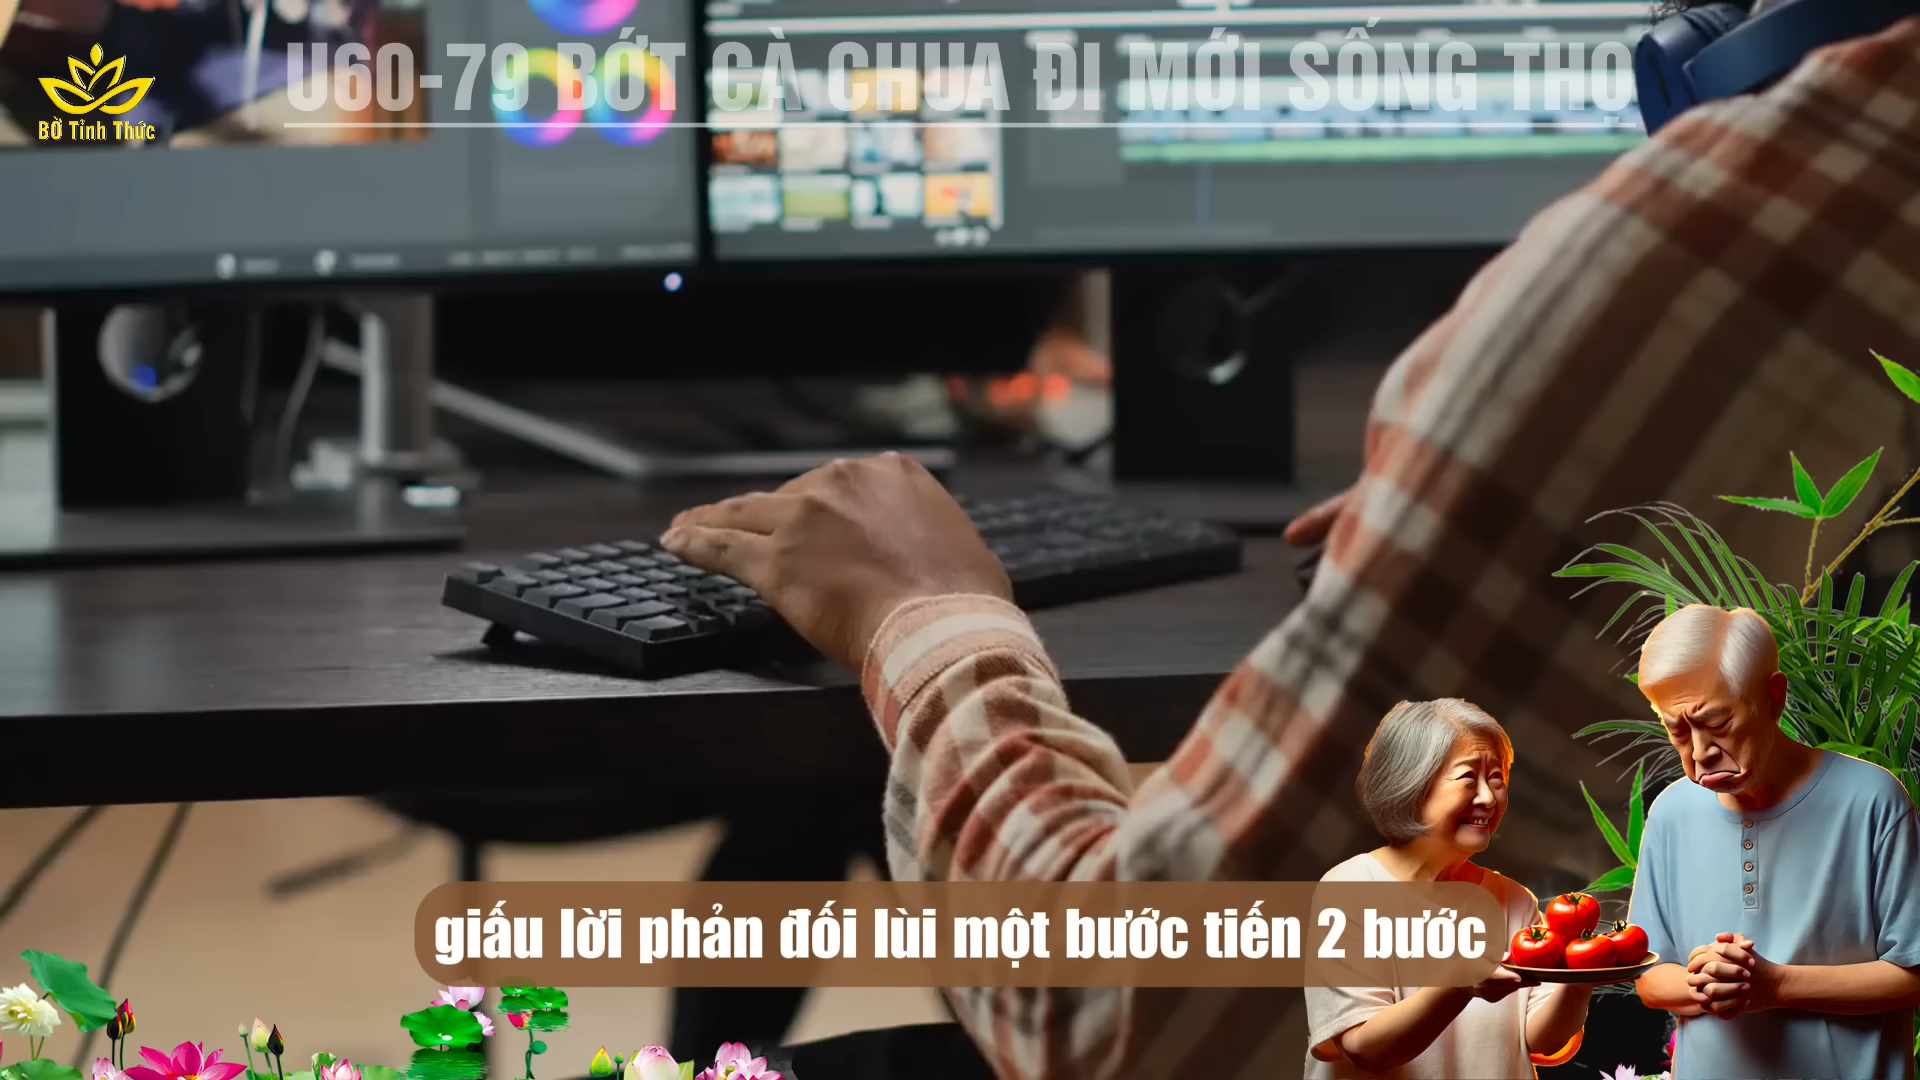 U60-79 BỚT CÀ CHUA ĐI MỚI SỐNG THỌ
BỜ Tỉnh Thức
giấu lời phản đối lùi một bước tiến 2 bước